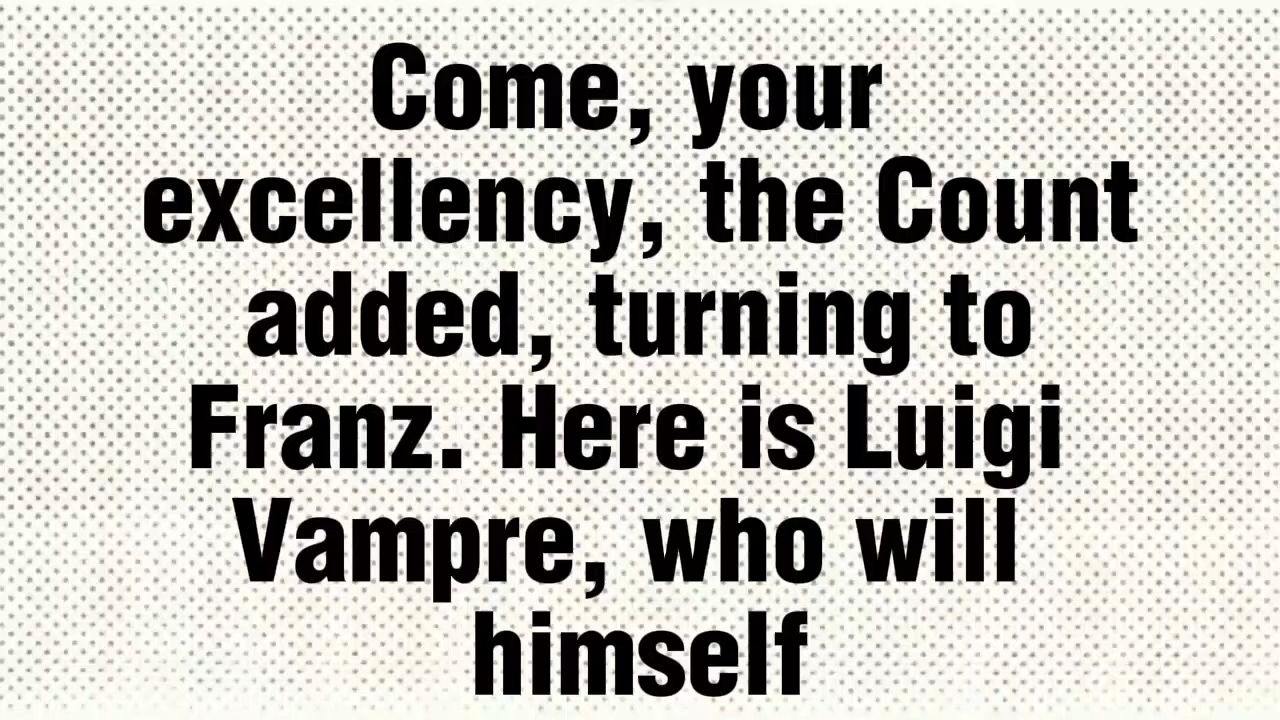 Come, your
excellency, the Count
added, turning to
Franz. Here is Luigi
Vampre, who will
himself